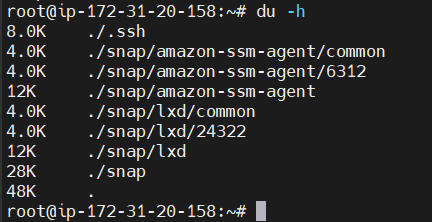 root@ip-172-31-20-158:~# du -h
8.0K    ./.ssh
4.0K    ./snap/amazon-ssm-agent/common
4.0K    ./snap/amazon-ssm-agent/6312
12K     ./snap/amazon-ssm-agent
4.0K    ./snap/lxd/common
4.0K    ./snap/lxd/24322
12K     ./snap/lxd
28K     ./snap
48K     .
root@ip-172-31-20-158:~#